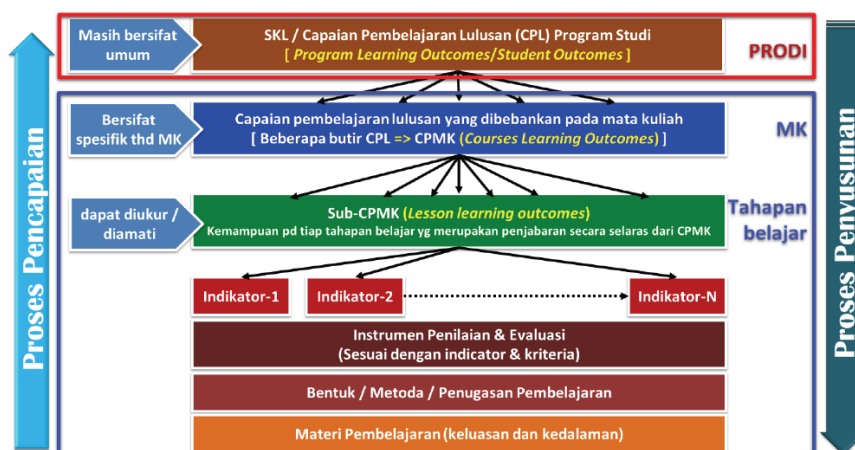 Masih bersifat
umum
SKL / Capaian Pembelajaran Lulusan (CPL) Program Studi
[ Program Learning Outcomes/Student Outcomes ]
PRODI
Bersifat
spesifik thd MK
Capaian pembelajaran lulusan yang dibebankan pada mata kuliah
[ Beberapa butir CPL => CPMK (Courses Learning Outcomes) ]
MK
dapat diukur /
diamati
Sub-CPMK (Lesson learning outcomes)
Kemampuan pd tiap tahapan belajar yg merupakan penjabaran secara selaras dari CPMK
Tahapan
belajar
Indikator-1
Indikator-2
Indikator-N
Instrumen Penilaian & Evaluasi
(Sesuai dengan indicator & kriteria)
Bentuk / Metoda / Penugasan Pembelajaran
Materi Pembelajaran (keluasan dan kedalaman)
Proses Pencapaian
Proses Penyusunan